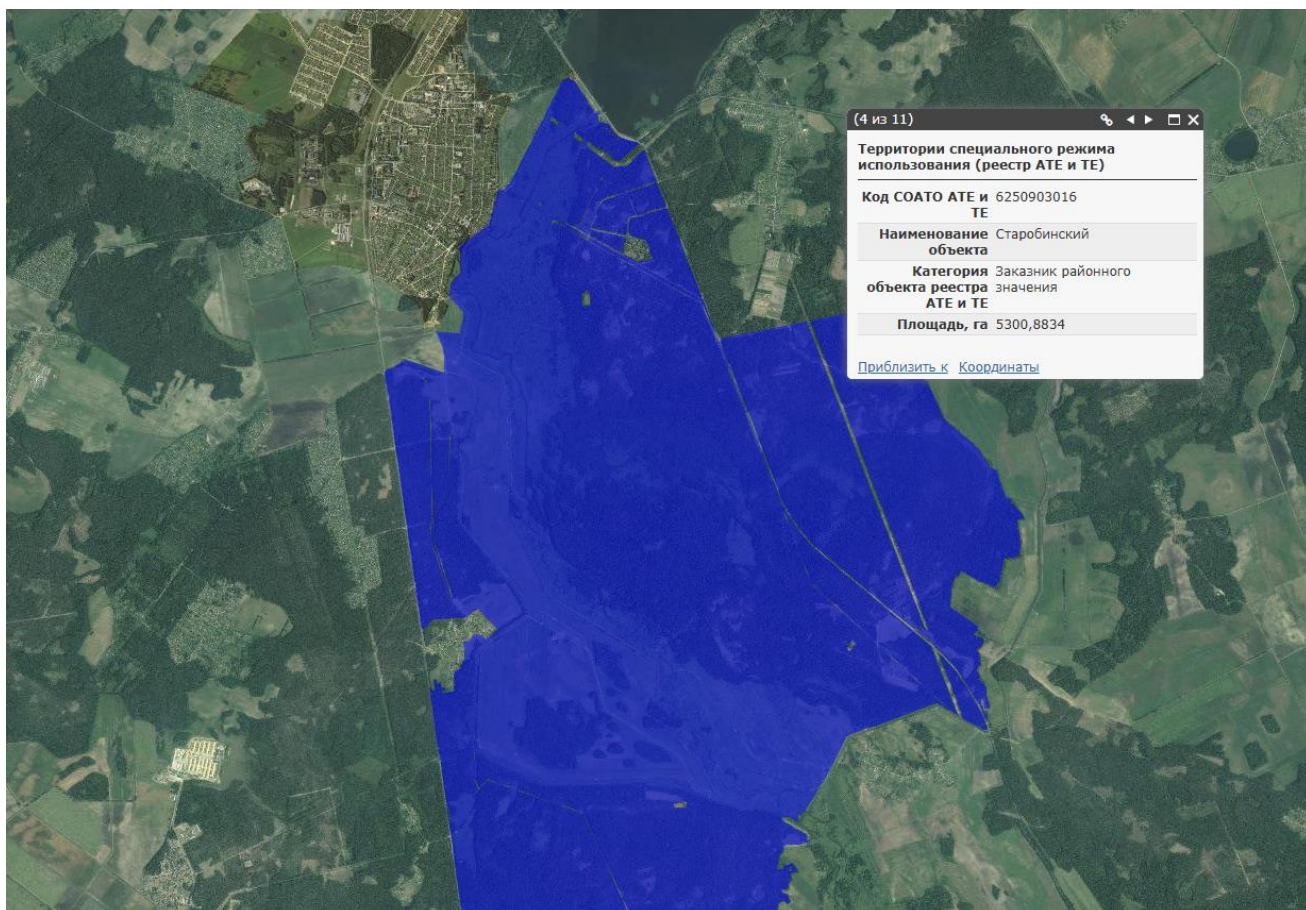 (4 из 11)
Территории специального режима
использования (реестр АТЕ и ТЕ)
Код СОАТО АТЕ и 6250903016
ТЕ
Наименование Старобинский
объекта
Категория Заказник районного
объекта реестра значения
АТЕ и ТЕ
Площадь, га 5300,8834
Приблизить к Координаты